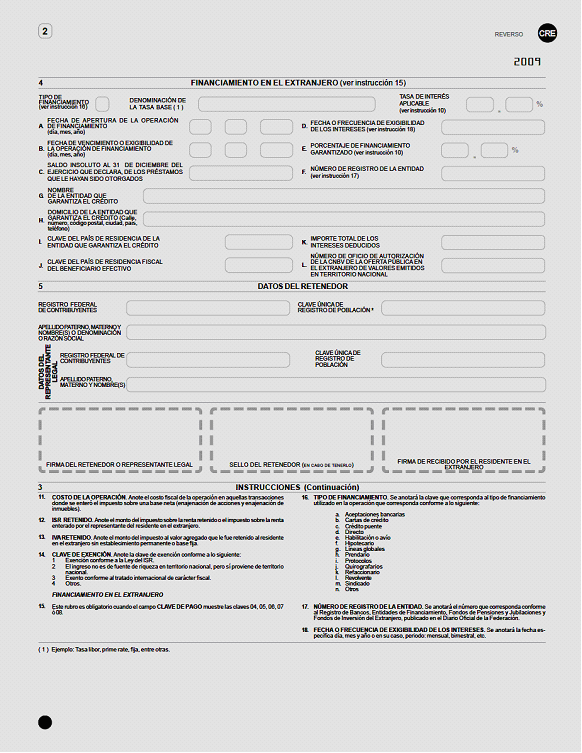 2
REVERSO
CRE
2009
4 FINANCIAMIENTO EN EL EXTRANJERO (ver instrucción 15)
TIPO DE
FINANCIAMIENTO
(ver instrucción 16)
DENOMINACIÓN DE
LA TASA BASE ( 1 )
TASA DE INTERÉS
APLICABLE
(ver instrucción 10)
. %
A. FECHA DE APERTURA DE LA OPERACIÓN
DE FINANCIAMIENTO
(día, mes, año)
D. FECHA O FRECUENCIA DE EXIGIBILIDAD
DE LOS INTERESES (ver instrucción 18)
B. FECHA DE VENCIMIENTO O EXIGIBILIDAD DE
LA OPERACIÓN DE FINANCIAMIENTO
(día, mes, año)
E. PORCENTAJE DE FINANCIAMIENTO
GARANTIZADO (ver instrucción 10)
. %
C. SALDO INSOLUTO AL 31 DE DICIEMBRE DEL
EJERCICIO QUE DECLARA, DE LOS PRÉSTAMOS
QUE LE HAYAN SIDO OTORGADOS
F. NÚMERO DE REGISTRO DE LA ENTIDAD
(ver instrucción 17)
G. NOMBRE
DE LA ENTIDAD QUE
GARANTIZA EL CRÉDITO
H. DOMICILIO DE LA ENTIDAD QUE
GARANTIZA EL CRÉDITO (Calle,
número, código postal, ciudad, país,
teléfono)
I. CLAVE DEL PAÍS DE RESIDENCIA DE LA
ENTIDAD QUE GARANTIZA EL CRÉDITO
K. IMPORTE TOTAL DE LOS
INTERESES DEDUCIDOS
J. CLAVE DEL PAÍS DE RESIDENCIA FISCAL
DEL BENEFICIARIO EFECTIVO
L. NÚMERO DE OFICIO DE AUTORIZACIÓN
DE LA CNBV DE LA OFERTA PÚBLICA EN
EL EXTRANJERO DE VALORES EMITIDOS
EN TERRITORIO NACIONAL
5 DATOS DEL RETENEDOR
REGISTRO FEDERAL
DE CONTRIBUYENTES
CLAVE ÚNICA DE
REGISTRO DE POBLACIÓN *
APELLIDO PATERNO, MATERNO Y
NOMBRE(S) O DENOMINACIÓN
O RAZÓN SOCIAL
DATOS DEL
REPRESENTANTE
LEGAL
REGISTRO FEDERAL DE
CONTRIBUYENTES
CLAVE ÚNICA DE
REGISTRO DE
POBLACIÓN
APELLIDO PATERNO,
MATERNO Y NOMBRE(S)
FIRMA DEL RETENEDOR O REPRESENTANTE LEGAL
SELLO DEL RETENEDOR (EN CASO DE TENERLO)
FIRMA DE RECIBIDO POR EL RESIDENTE EN EL
EXTRANJERO
3 INSTRUCCIONES (Continuación)
11. COSTO DE LA OPERACIÓN. Anote el costo fiscal de la operación en aquellas transacciones
donde se enteró el impuesto sobre una base neta (enajenación de acciones y enajenación de
inmuebles).
12. ISR RETENIDO. Anote el monto del impuesto sobre la renta retenido o el impuesto sobre la renta
enterado por el representante del residente en el extranjero.
13. IVA RETENIDO. Anote el monto del impuesto al valor agregado que le fue retenido al residente
en el extranjero sin establecimiento permanente o base fija.
14. CLAVE DE EXENCIÓN. Anote la clave de exención conforme a lo siguiente:
1 Exención conforme a la Ley del ISR.
2 El ingreso no es de fuente de riqueza en territorio nacional, pero sí proviene de territorio
nacional.
3 Exento conforme al tratado internacional de carácter fiscal.
4 Otros.
FINANCIAMIENTO EN EL EXTRANJERO
15. Este rubro es obligatorio cuando el campo CLAVE DE PAGO muestre las claves 04, 05, 06, 07
ó 08.
16. TIPO DE FINANCIAMIENTO. Se anotará la clave que corresponda al tipo de financiamiento
utilizado en la operación que corresponda conforme a lo siguiente:
a. Aceptaciones bancarias
b. Cartas de crédito
c. Crédito puente
d. Directo
e. Habilitación o avío
f. Hipotecario
g. Líneas globales
h. Prendario
i. Protocolos
j. Quirografarios
k. Refaccionario
l. Revolvente
m. Sindicado
n. Otros
17. NÚMERO DE REGISTRO DE LA ENTIDAD. Se anotará el número que corresponda conforme
al Registro de Bancos, Entidades de Financiamiento, Fondos de Pensiones y Jubilaciones y
Fondos de Inversión del Extranjero, publicado en el Diario Oficial de la Federación.
18. FECHA O FRECUENCIA DE EXIGIBILIDAD DE LOS INTERESES. Se anotará la fecha es-
pecífica día, mes y año o en su caso, periodo: mensual, bimestral, etc.
( 1 ) Ejemplo: Tasa libor, prime rate, fija, entre otras.